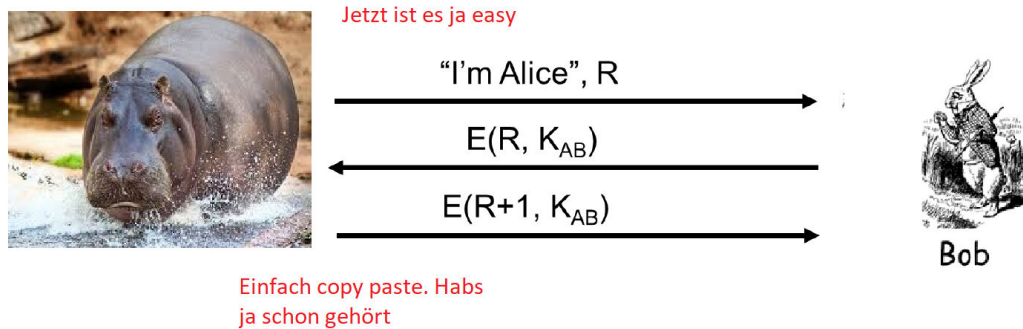 Jetzt ist es ja easy
“I’m Alice”, R
E(R, K_AB)
E(R+1, K_AB)
Bob
Einfach copy paste. Habs
ja schon gehört